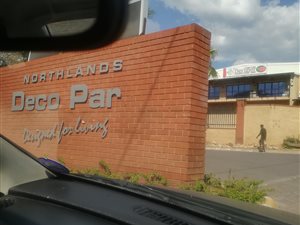 NORTHLANDS
Deco Par
Designed for living